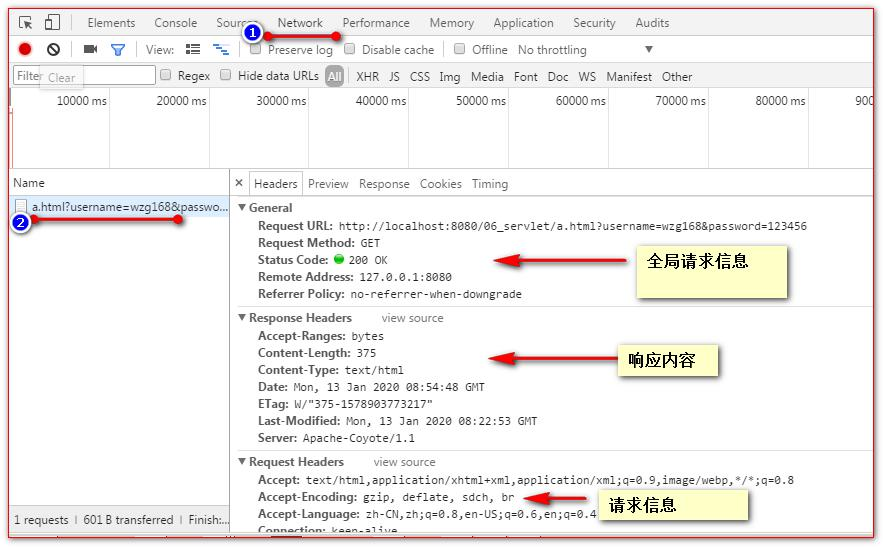 Elements Console Sources Network Performance Memory Application Security Audits
1
View: Preserve log Disable cache Offline No throttling
Filter Clear Regex Hide data URLs All XHR JS CSS Img Media Font Doc WS Manifest Other
10000 ms 20000 ms 30000 ms 40000 ms 50000 ms 60000 ms 70000 ms 80000 ms 900
Name
× Headers Preview Response Cookies Timing
a.html?username=wzg168&passwo...
2
General
Request URL: http://localhost:8080/06_servlet/a.html?username=wzg168&password=123456
Request Method: GET
Status Code: 200 OK
全局请求信息
Remote Address: 127.0.0.1:8080
Referrer Policy: no-referrer-when-downgrade
Response Headers view source
Accept-Ranges: bytes
Content-Length: 375
响应内容
Content-Type: text/html
Date: Mon, 13 Jan 2020 08:54:48 GMT
ETag: W/"375-1578903773217"
Last-Modified: Mon, 13 Jan 2020 08:22:53 GMT
Server: Apache-Coyote/1.1
Request Headers view source
Accept: text/html,application/xhtml+xml,application/xml;q=0.9,image/webp,*/*;q=0.8
Accept-Encoding: gzip, deflate, sdch, br
请求信息
Accept-Language: zh-CN,zh;q=0.8,en-US;q=0.6,en;q=0.4
Connection: keep-alive
1 requests | 601 B transferred | Finish:...